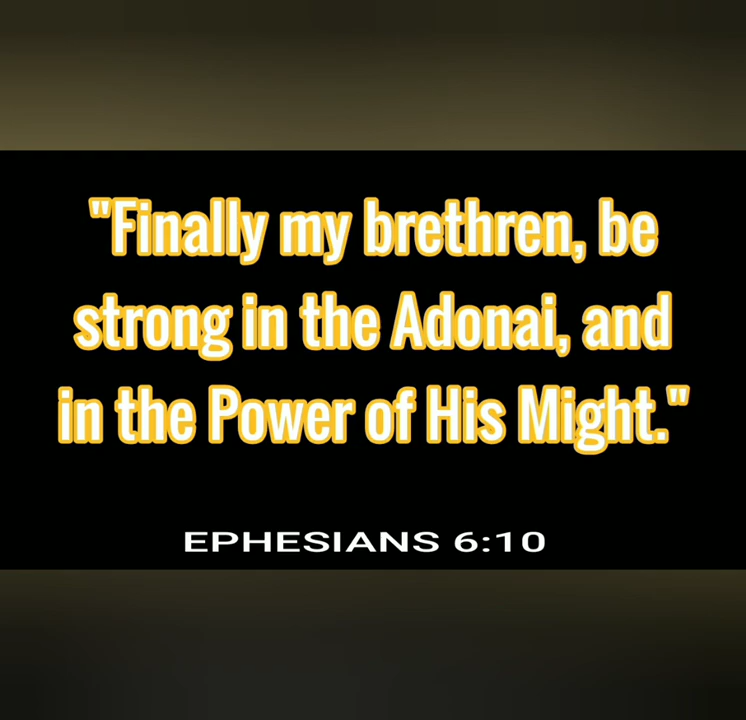 "Finally my brethren, be
strong in the Adonai, and
in the Power of His Might."
EPHESIANS 6:10